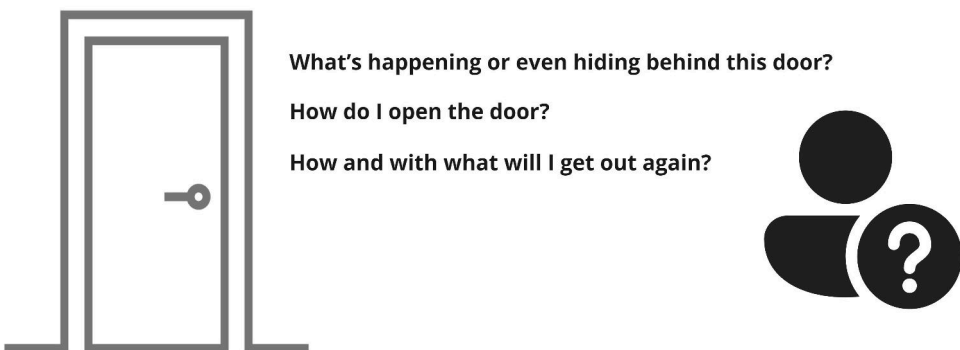 What’s happening or even hiding behind this door?
How do I open the door?
How and with what will I get out again?
?